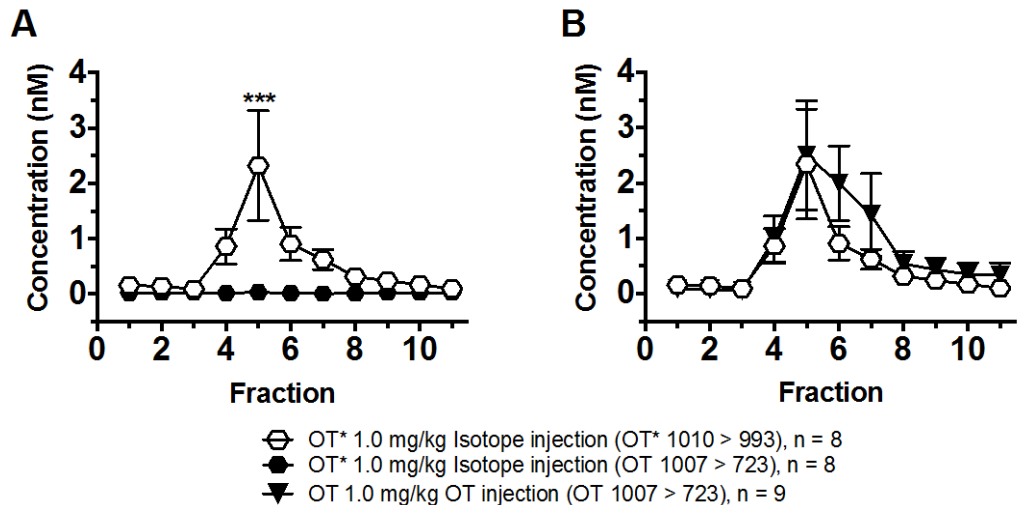 A
B
Concentration (nM)
4
3
2
1
0
***
0 2 4 6 8 10
Fraction
Concentration (nM)
4
3
2
1
0
0 2 4 6 8 10
Fraction
OT* 1.0 mg/kg Isotope injection (OT* 1010 > 993), n = 8
OT* 1.0 mg/kg Isotope injection (OT 1007 > 723), n = 8
OT 1.0 mg/kg OT injection (OT 1007 > 723), n = 9